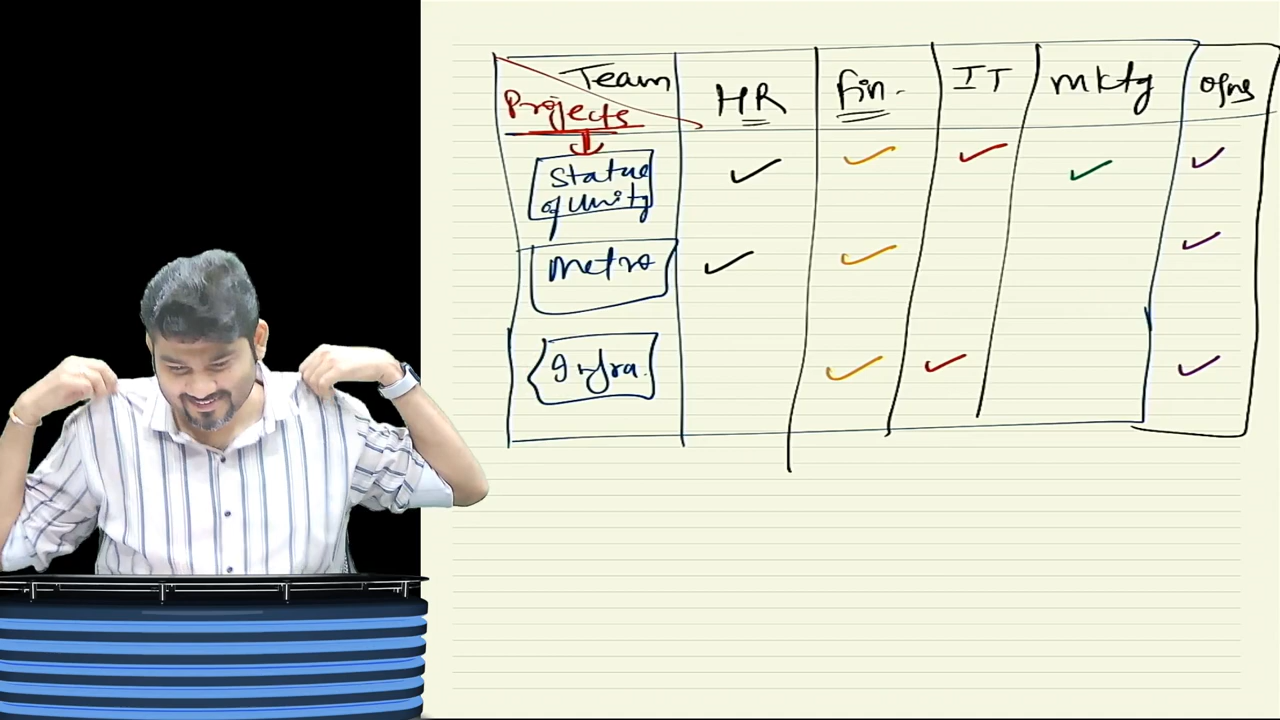 Team
Projects
HR fin. IT mktg opns
Statue
of Unity
Metro
Infra.